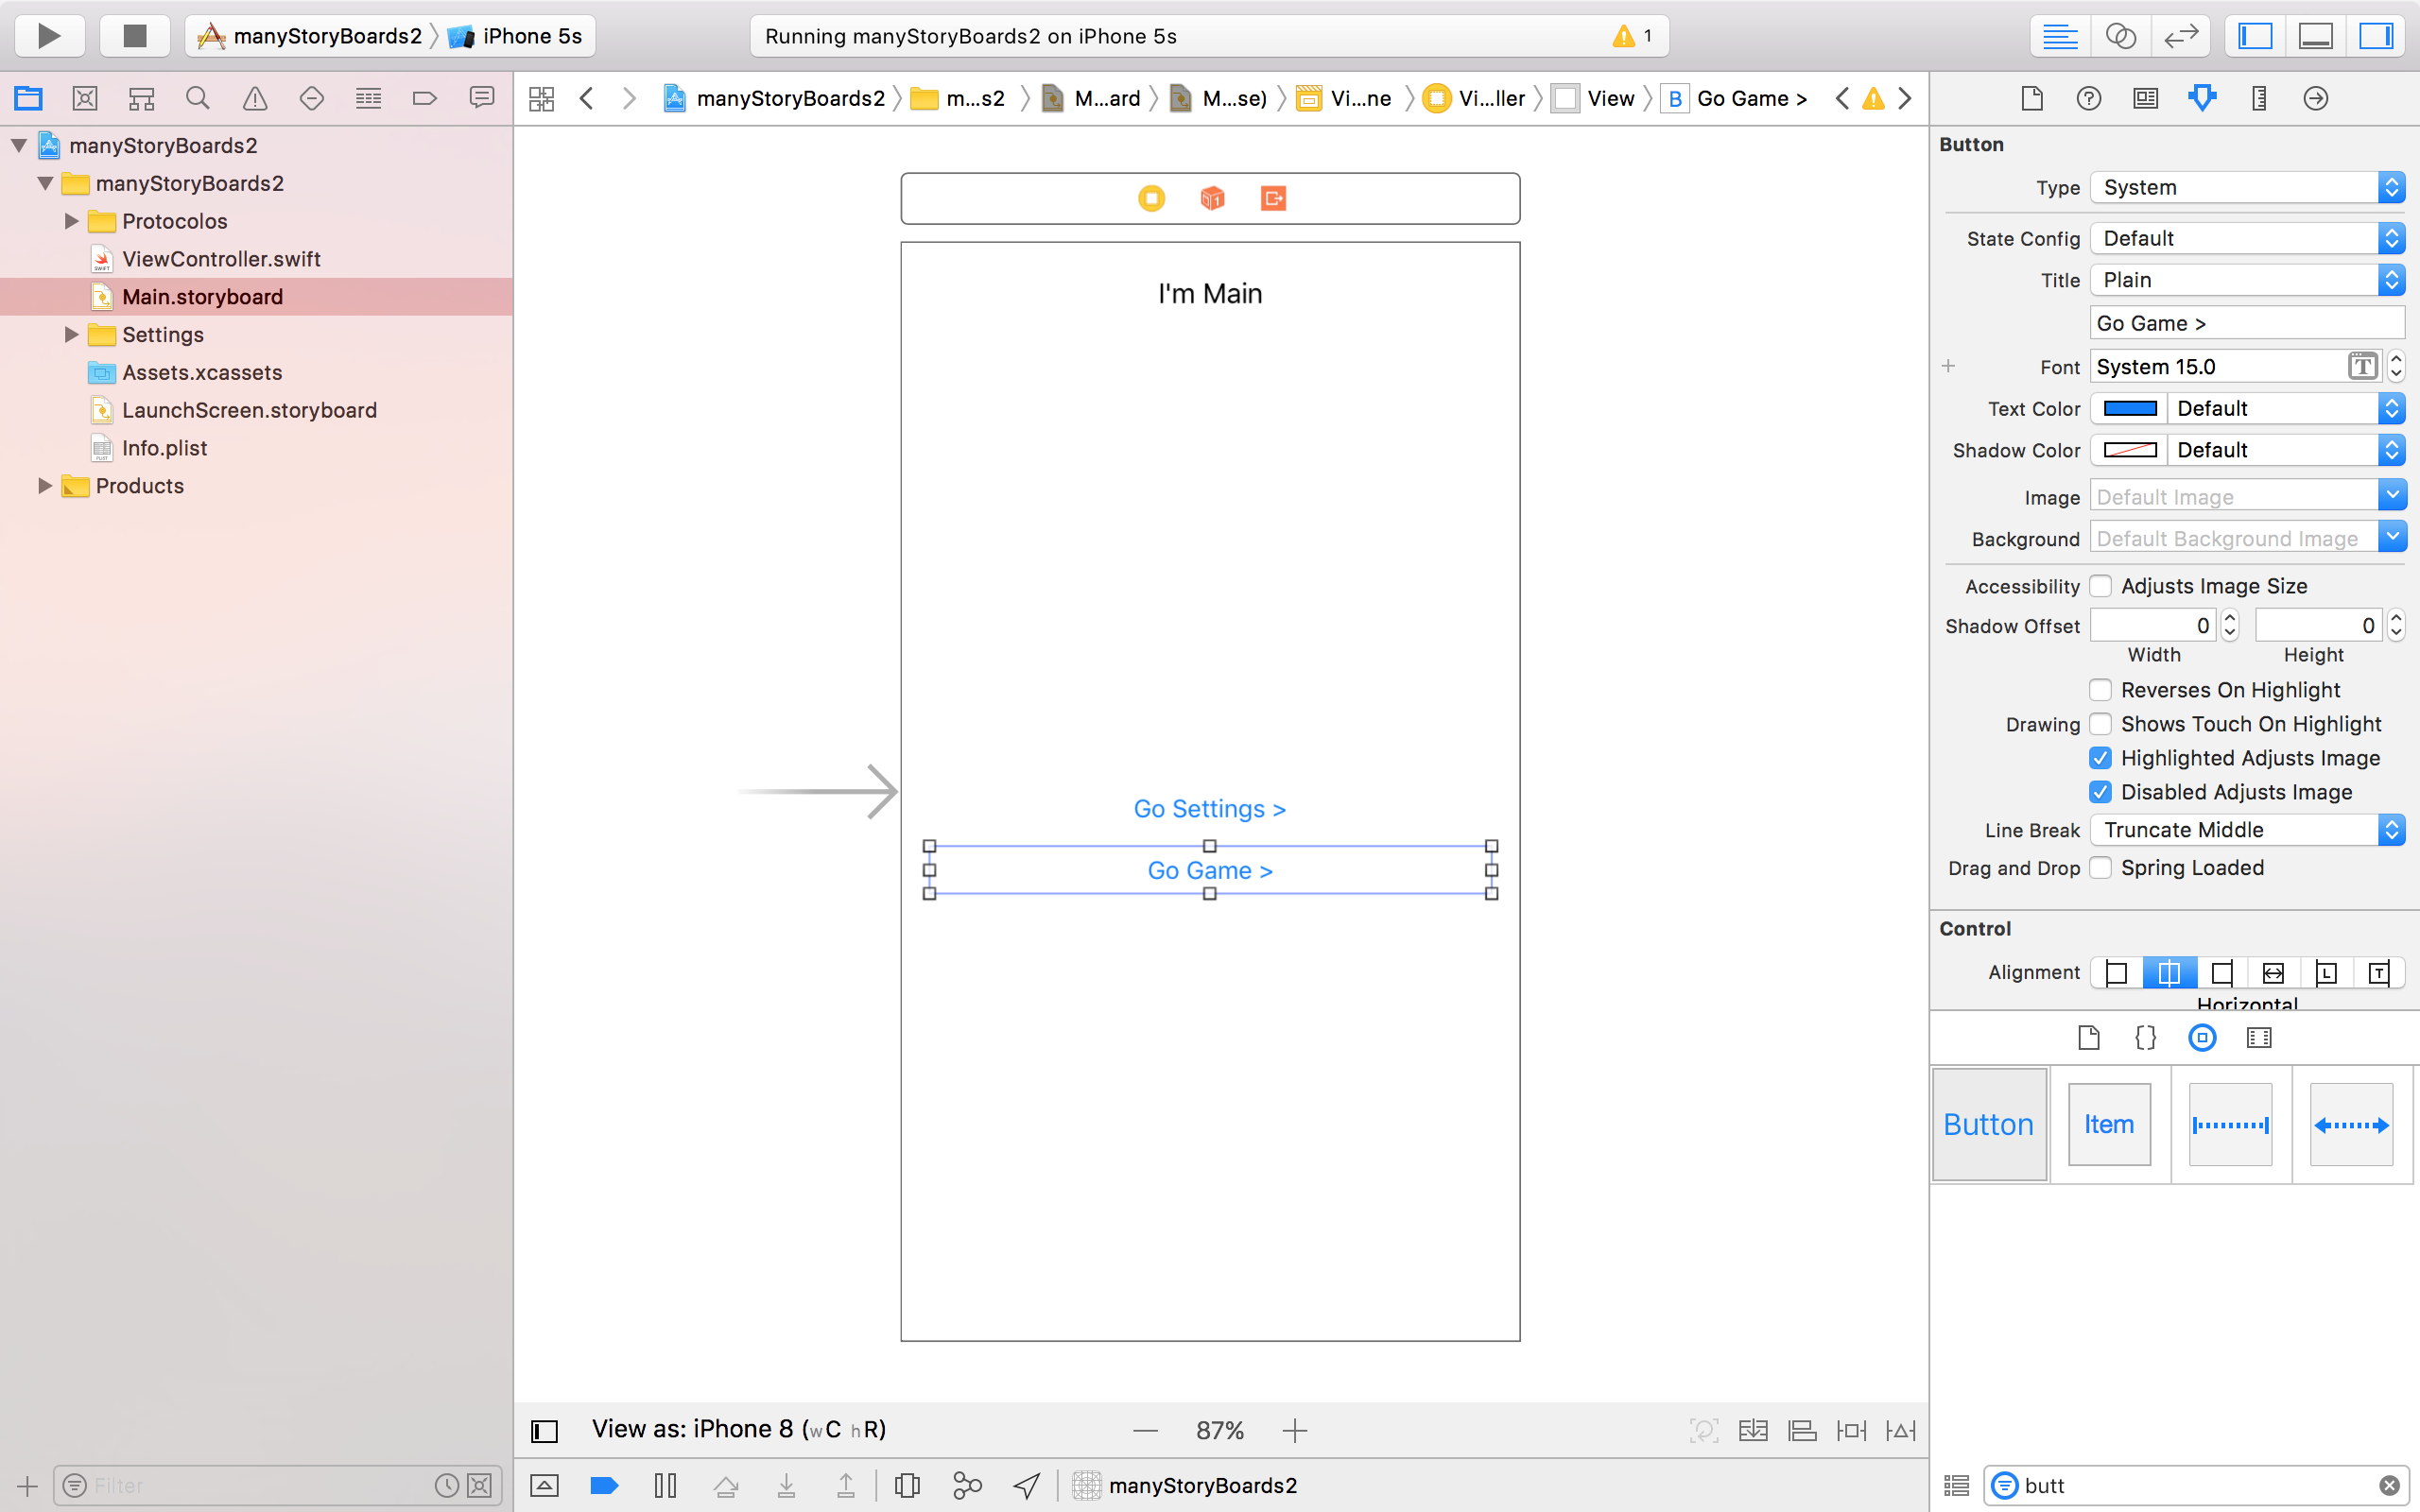 manyStoryBoards2 iPhone 5s
Running manyStoryBoards2 on iPhone 5s 1
manyStoryBoards2 m...s2 M...ard M...se) Vi...ne Vi...ller View B Go Game >
manyStoryBoards2
manyStoryBoards2
Protocolos
ViewController.swift
Main.storyboard
Settings
Assets.xcassets
LaunchScreen.storyboard
Info.plist
Products
Filter
I'm Main
Go Settings >
Go Game >
View as: iPhone 8 (wC hR)
87%
manyStoryBoards2
Button
Type System
State Config Default
Title Plain
Go Game >
Font System 15.0 T
Text Color Default
Shadow Color Default
Image Default Image
Background Default Background Image
Accessibility Adjusts Image Size
Shadow Offset 0 0
Width Height
Reverses On Highlight
Drawing Shows Touch On Highlight
Highlighted Adjusts Image
Disabled Adjusts Image
Line Break Truncate Middle
Drag and Drop Spring Loaded
Control
Alignment L T
Horizontal
Button Item
butt